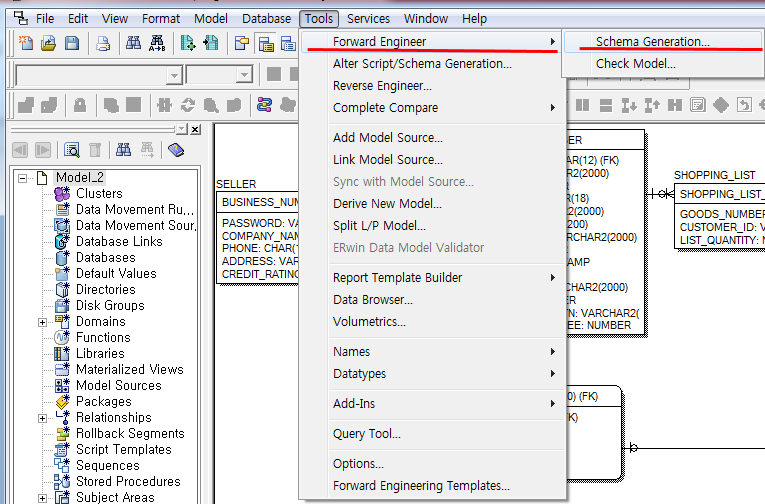 File Edit View Format Model Database Tools Services Window Help
Forward Engineer
Schema Generation...
Check Model...
Alter Script/Schema Generation...
Reverse Engineer...
Complete Compare
Add Model Source...
Link Model Source...
Sync with Model Source...
Derive New Model...
Split L/P Model...
ERwin Data Model Validator
Report Template Builder
Data Browser...
Volumetrics...
Names
Datatypes
Add-Ins
Query Tool...
Options...
Forward Engineering Templates...
Model_2
Clusters
Data Movement Ru...
Data Movement Sour,
Database Links
Databases
Default Values
Directories
Disk Groups
Domains
Functions
Libraries
Materialized Views
Model Sources
Packages
Relationships
Rollback Segments
Script Templates
Sequences
Stored Procedures
Subject Areas
SELLER
BUSINESS_NUM
PASSWORD: VA
COMPANY_NAM
PHONE: CHAR(
ADDRESS: VAR
CREDIT_RATING
ER
AR(12) (FK)
R2(2000)
R
R(18)
2(2000)
200)
RCHAR2(2000)
AMP
CHAR2(2000)
ER
N: VARCHAR2(
EE: NUMBER
SHOPPING_LIST
SHOPPING_LIST_
GOODS_NUMBER
CUSTOMER_ID: V
LIST_QUANTITY: N
0) (FK)
K)